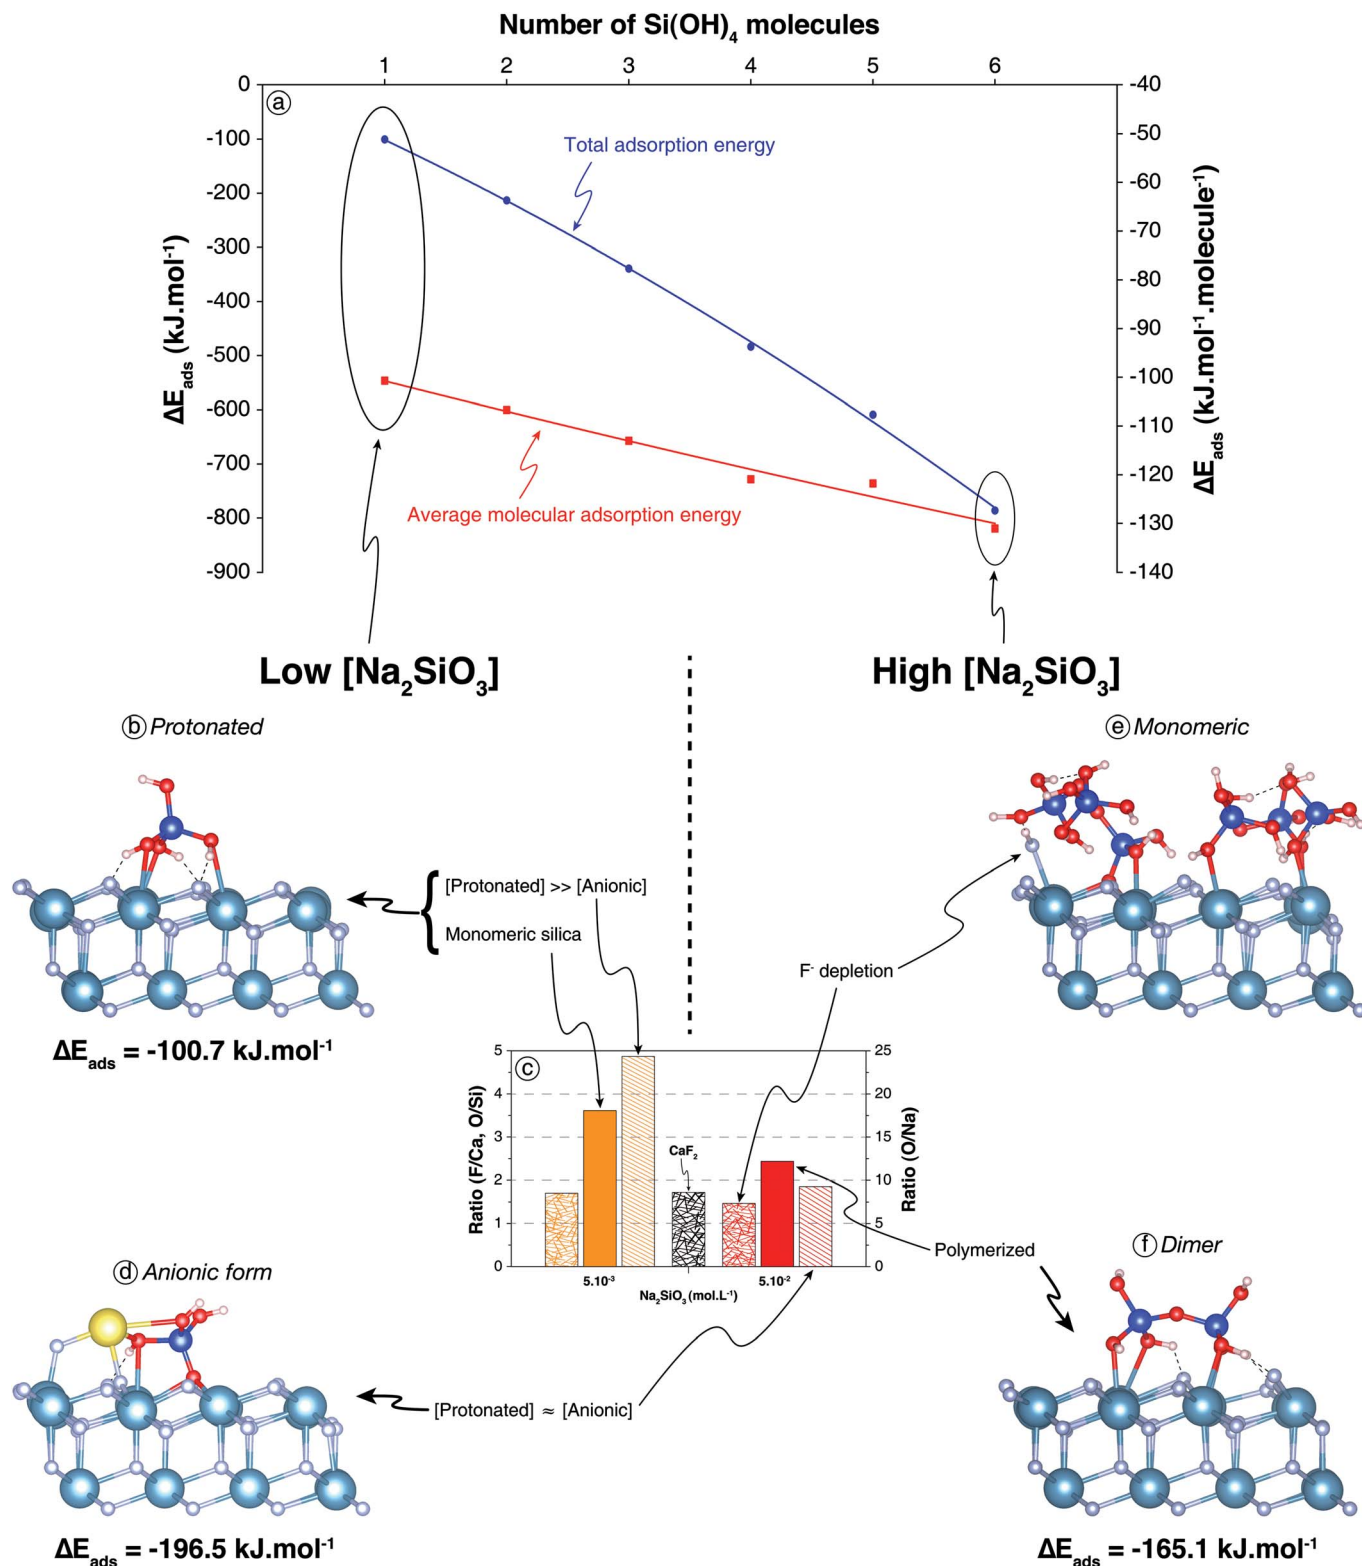 Number of Si(OH)₄ molecules
1 2 3 4 5 6
0
-100
-200
-300
-400
-500
-600
-700
-800
-900
ΔE_ads (kJ.mol⁻¹)
ⓐ
Total adsorption energy
Average molecular adsorption energy
-40
-50
-60
-70
-80
-90
-100
-110
-120
-130
-140
ΔE_ads (kJ.mol⁻¹.molecule⁻¹)
Low [Na₂SiO₃]
High [Na₂SiO₃]
ⓑ Protonated
ΔE_ads = -100.7 kJ.mol⁻¹
[Protonated] >> [Anionic]
Monomeric silica
ⓔ Monomeric
F⁻ depletion
ⓒ
5
4
3
2
1
0
Ratio (F/Ca, O/Si)
CaF₂
25
20
15
10
5
0
Ratio (O/Na)
5.10⁻³ 5.10⁻²
Na₂SiO₃ (mol.L⁻¹)
Polymerized
ⓓ Anionic form
[Protonated] ≈ [Anionic]
ΔE_ads = -196.5 kJ.mol⁻¹
ⓕ Dimer
ΔE_ads = -165.1 kJ.mol⁻¹